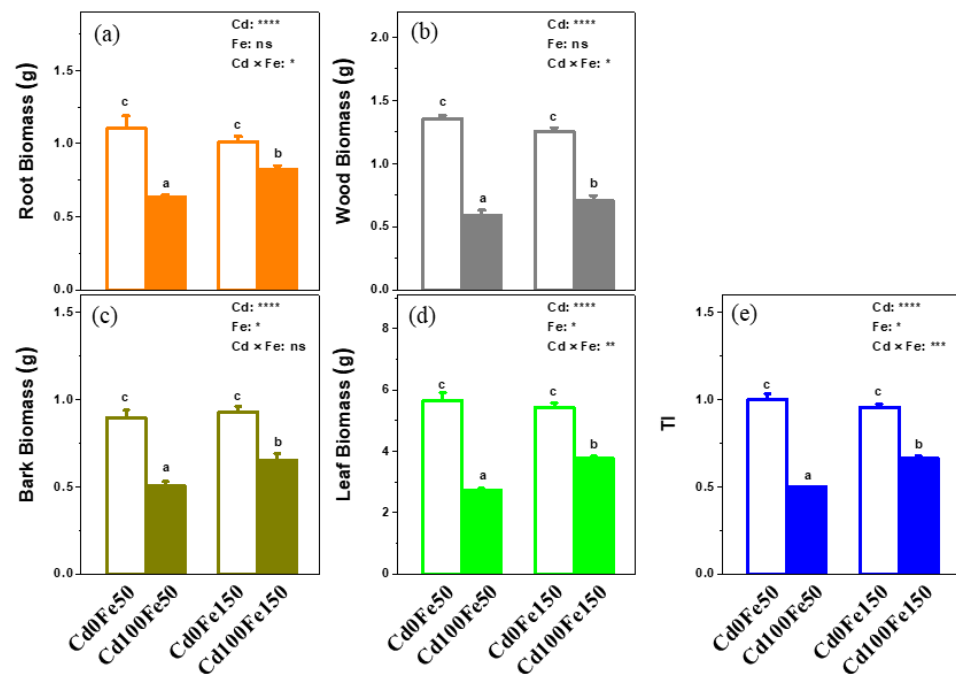 (a)
Cd: ****
Fe: ns
Cd × Fe: *
Root Biomass (g)
1.5
1.0
0.5
0.0
c
a
c
b
(b)
Cd: ****
Fe: ns
Cd × Fe: *
Wood Biomass (g)
2.0
1.5
1.0
0.5
0.0
c
a
c
b
(c)
Cd: ****
Fe: *
Cd × Fe: ns
Bark Biomass (g)
1.5
1.0
0.5
0.0
c
a
c
b
Cd0Fe50
Cd100Fe50
Cd0Fe150
Cd100Fe150
(d)
Cd: ****
Fe: *
Cd × Fe: **
Leaf Biomass (g)
8
6
4
2
0
c
a
c
b
Cd0Fe50
Cd100Fe50
Cd0Fe150
Cd100Fe150
(e)
Cd: ****
Fe: *
Cd × Fe: ***
TI
1.5
1.0
0.5
0.0
c
a
c
b
Cd0Fe50
Cd100Fe50
Cd0Fe150
Cd100Fe150